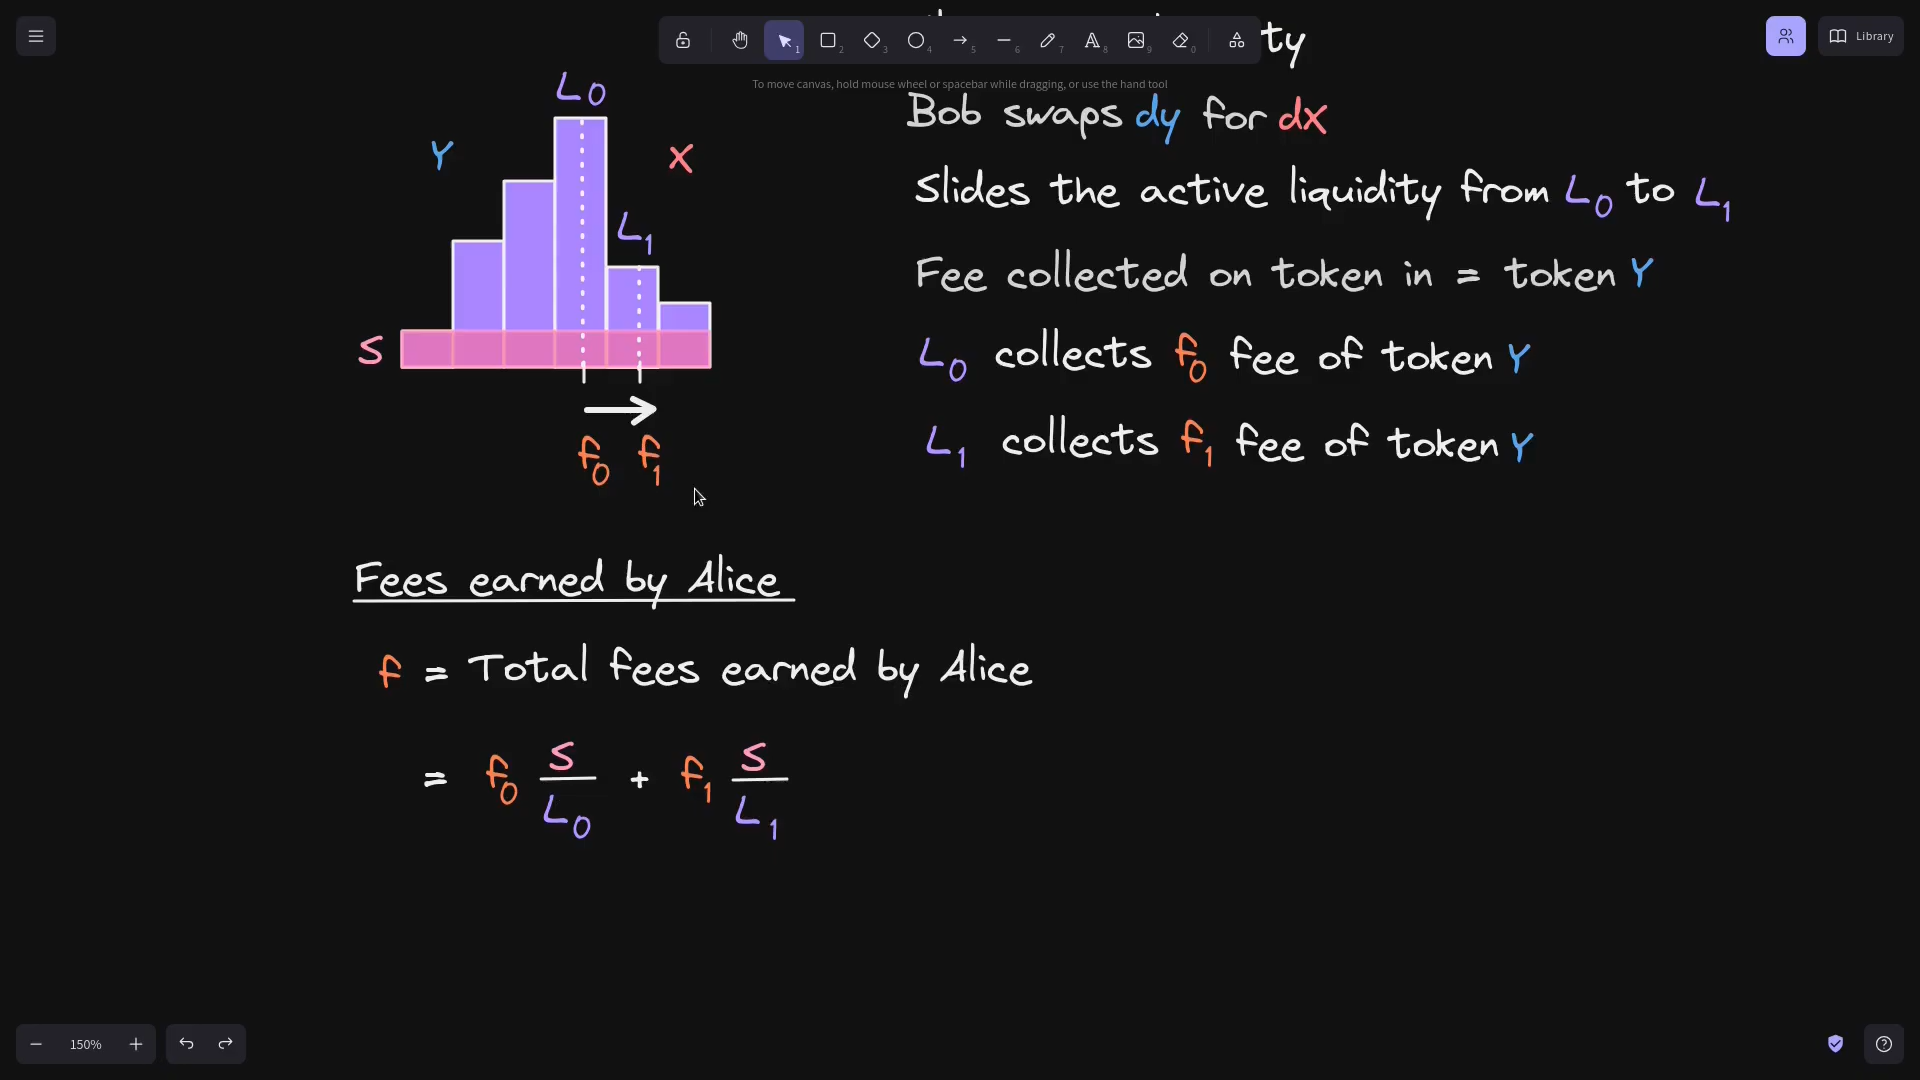 ty
Library
To move canvas, hold mouse wheel or spacebar while dragging, or use the hand tool
L0
Y
X
L1
S
f0 f1
Bob swaps dy for dx
Slides the active liquidity from L0 to L1
Fee collected on token in = token Y
L0 collects f0 fee of token Y
L1 collects f1 fee of token Y
Fees earned by Alice
f = Total fees earned by Alice
= f0 S/L0 + f1 S/L1
150%